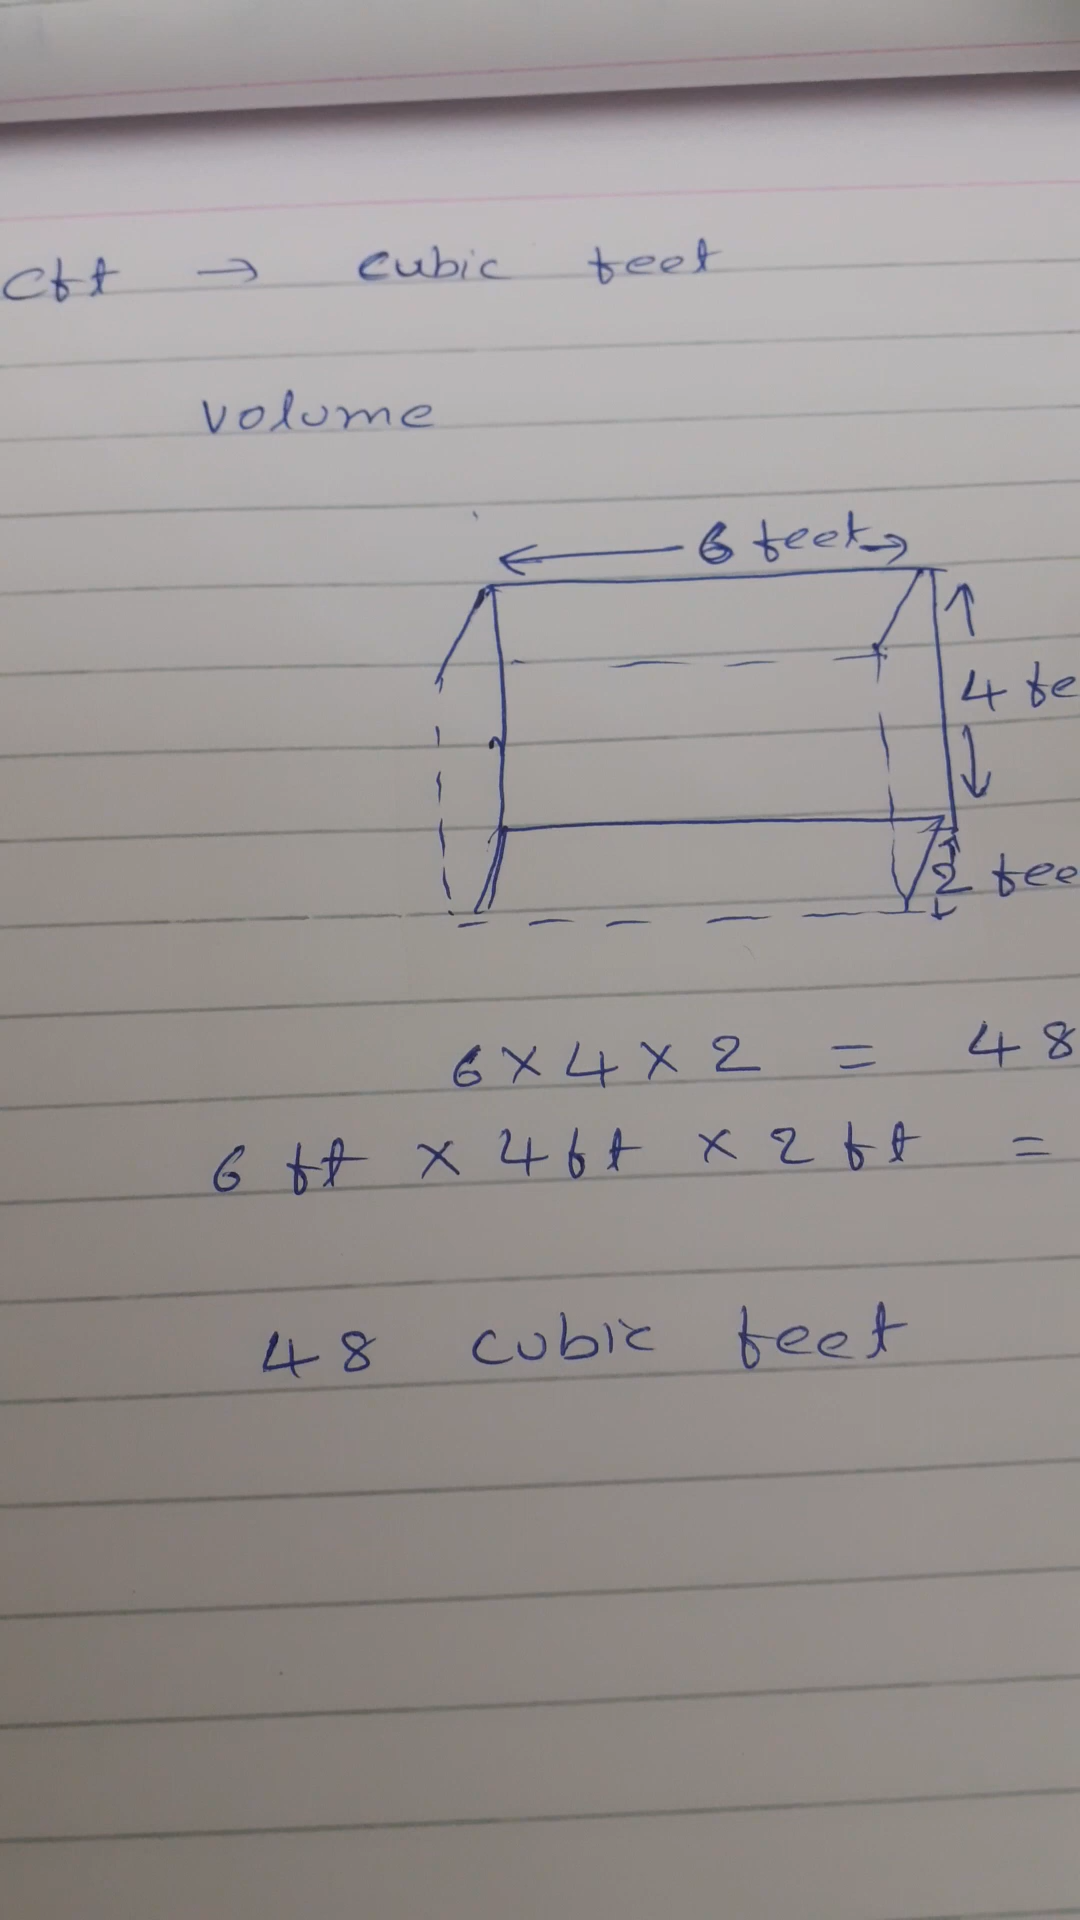 cft → cubic feet
volume
6 feet
4 fe
2 fee
6 × 4 × 2 = 48
6 ft × 4 ft × 2 ft =
48 cubic feet